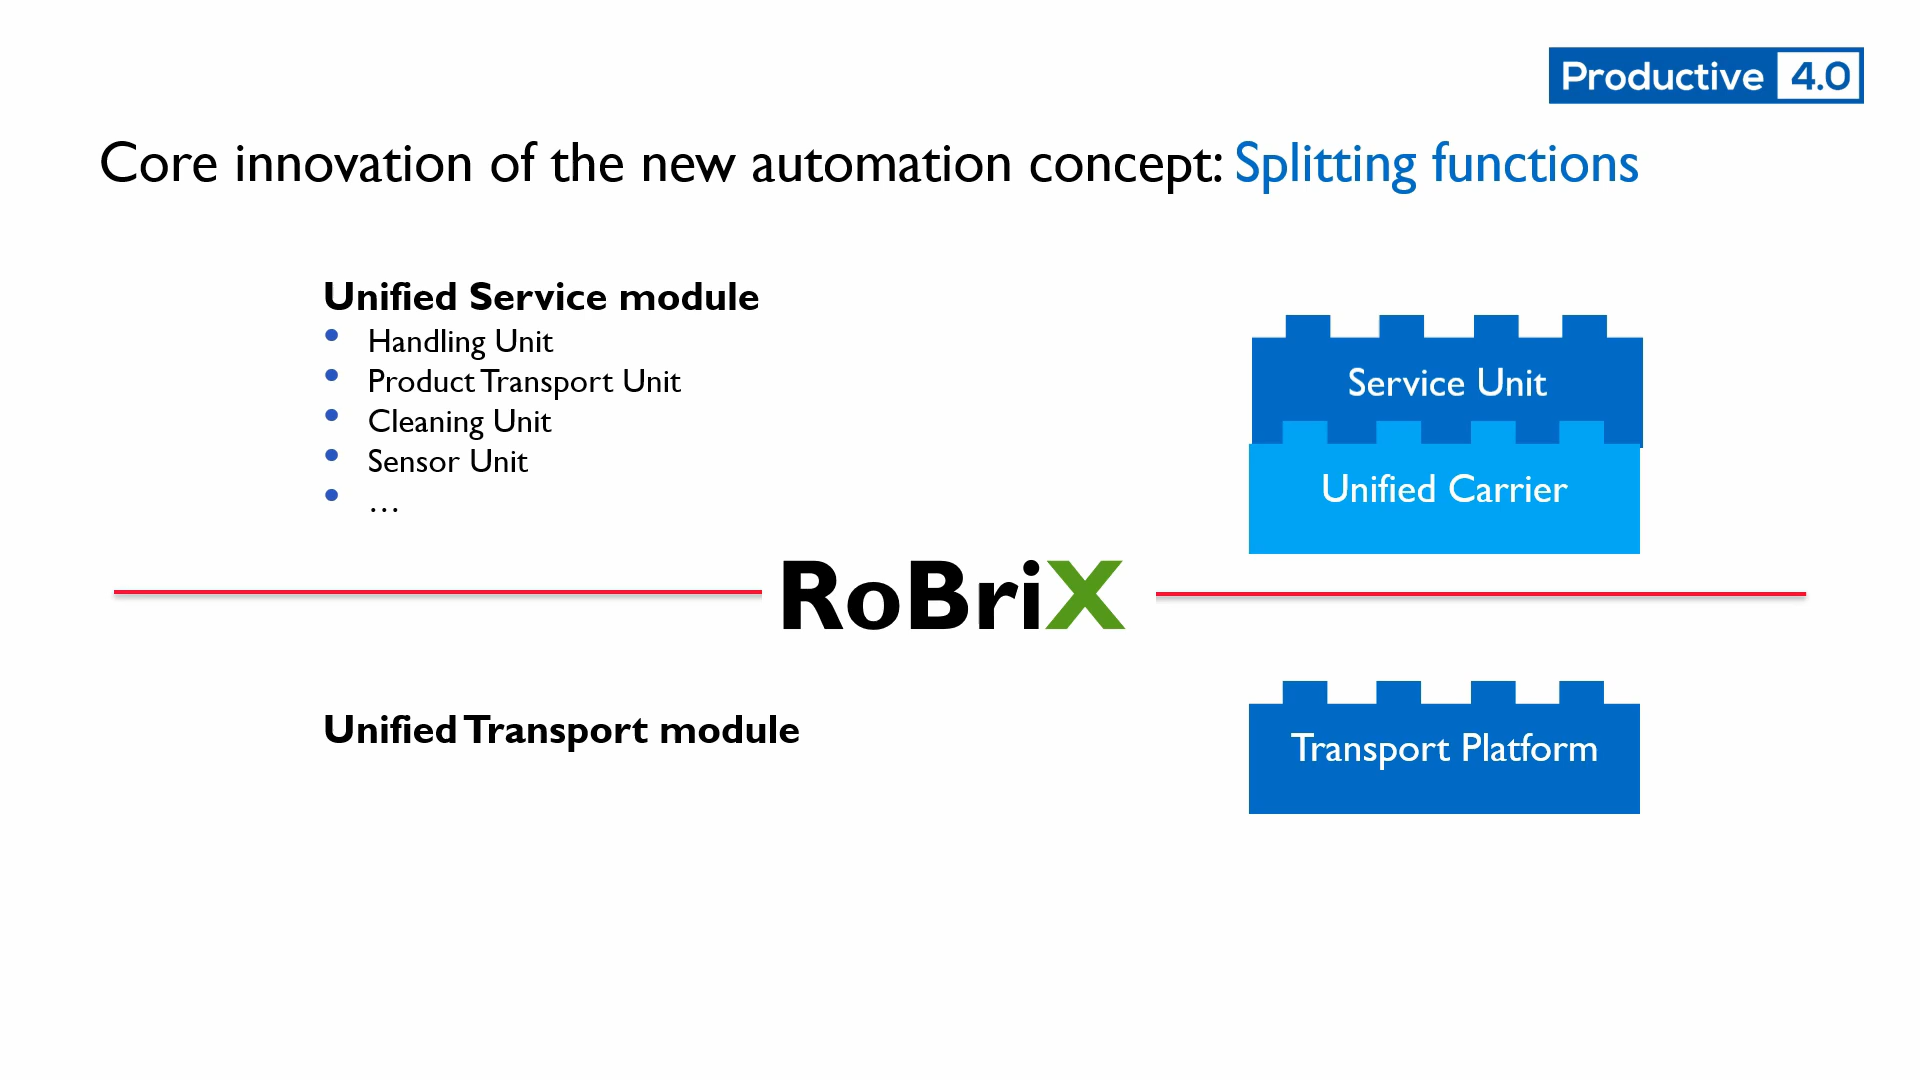 Productive 4.0
Core innovation of the new automation concept: Splitting functions
Unified Service module
• Handling Unit
• Product Transport Unit
• Cleaning Unit
• Sensor Unit
• …
Service Unit
Unified Carrier
RoBriX
Unified Transport module
Transport Platform